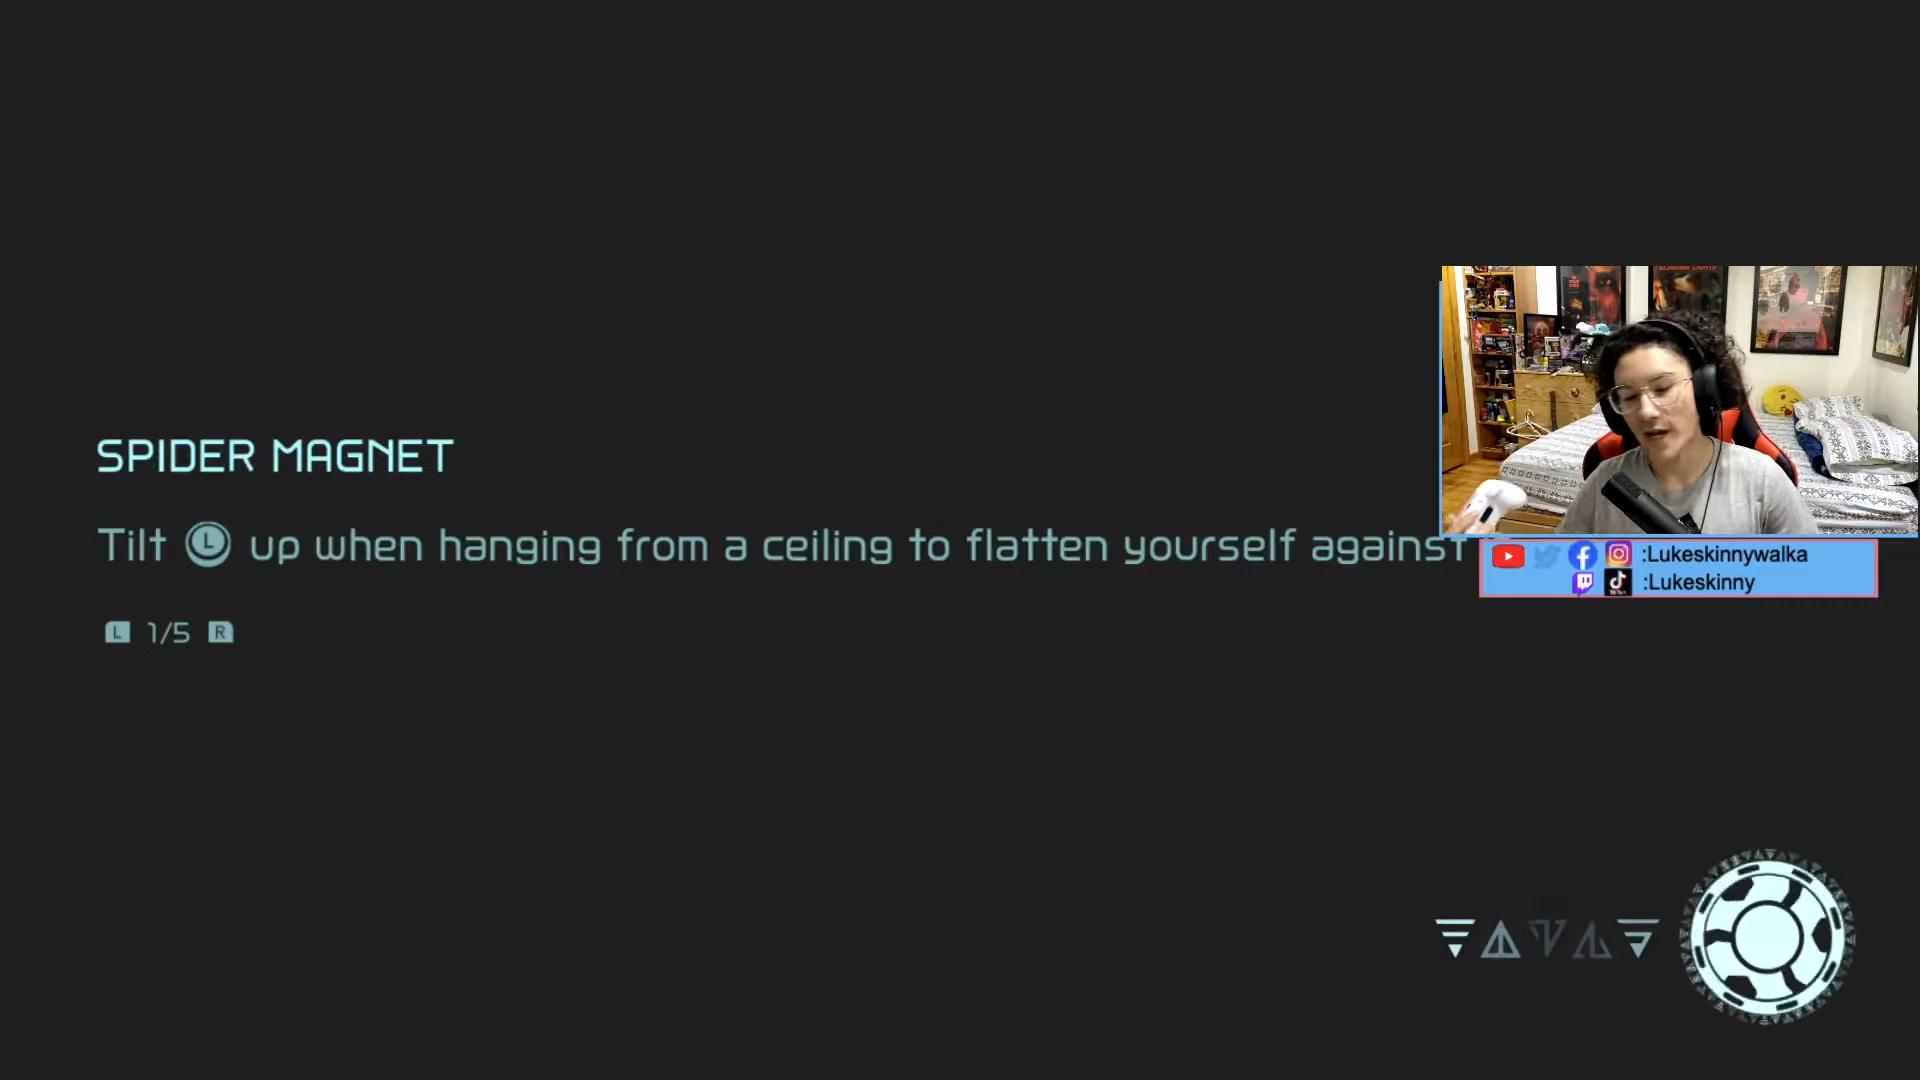 SPIDER MAGNET
Tilt L up when hanging from a ceiling to flatten yourself against
L 1/5 R
:Lukeskinnywalka
:Lukeskinny